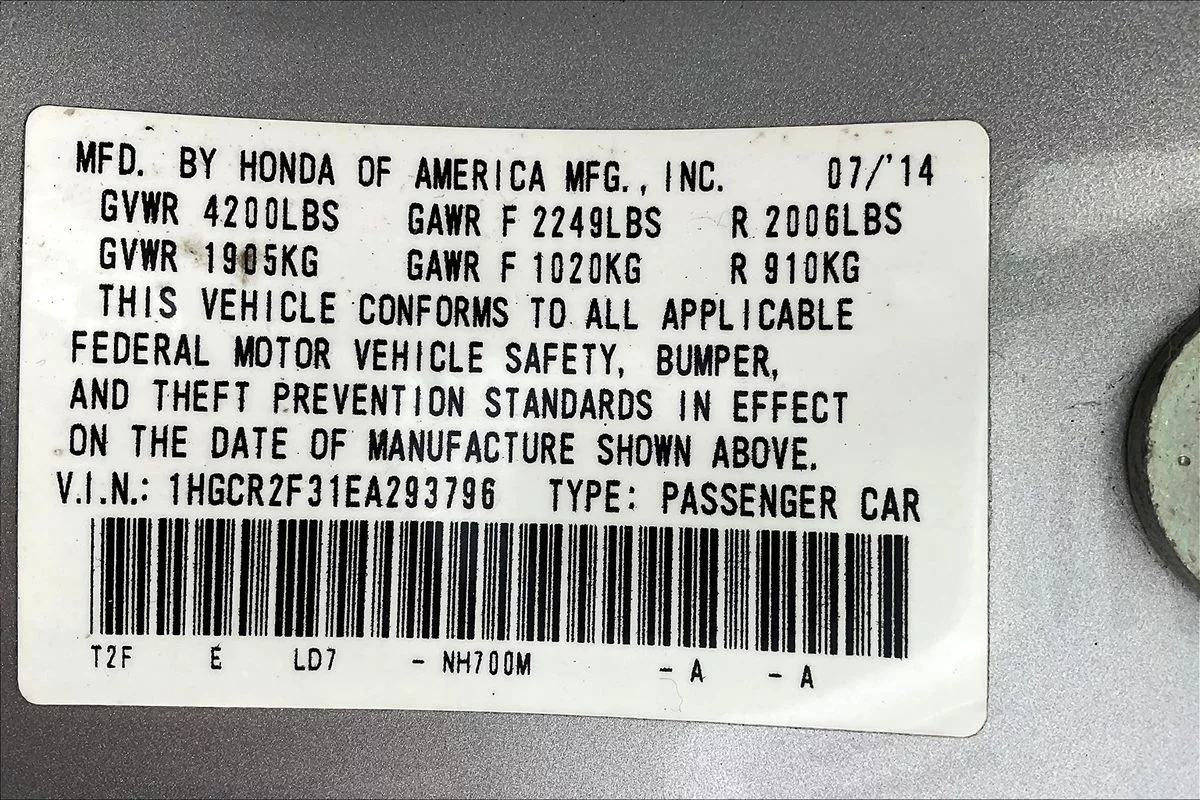 MFD. BY HONDA OF AMERICA MFG., INC. 07/'14
GVWR 4200LBS GAWR F 2249LBS R 2006LBS
GVWR 1905KG GAWR F 1020KG R 910KG
THIS VEHICLE CONFORMS TO ALL APPLICABLE
FEDERAL MOTOR VEHICLE SAFETY, BUMPER,
AND THEFT PREVENTION STANDARDS IN EFFECT
ON THE DATE OF MANUFACTURE SHOWN ABOVE.
V.I.N.: 1HGCR2F31EA293796 TYPE: PASSENGER CAR
T2F E LD7 - NH700M - A - A